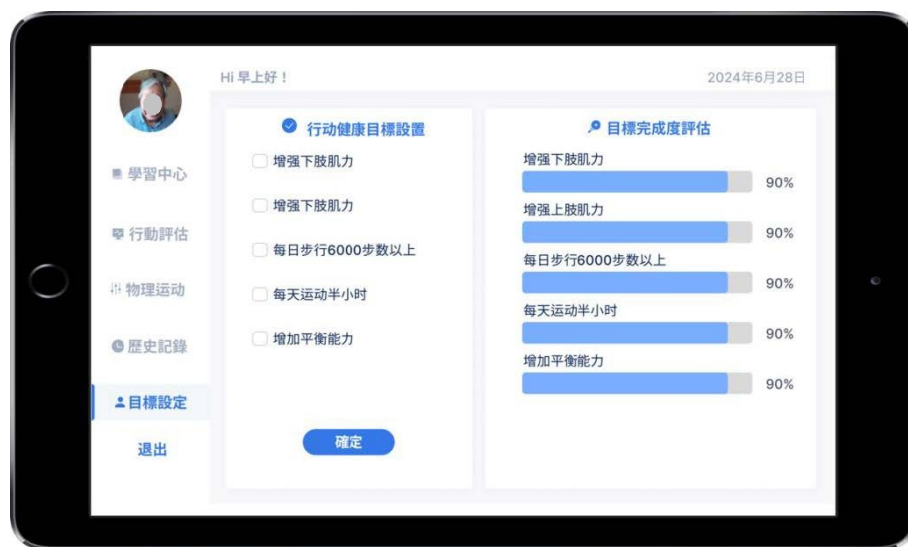 Hi 早上好！
2024年6月28日
學習中心
行動評估
物理运动
歷史記錄
目標設定
退出
行动健康目標設置
增强下肢肌力
增强下肢肌力
每日步行6000步数以上
每天运动半小时
增加平衡能力
確定
目標完成度評估
增强下肢肌力
90%
增强上肢肌力
90%
每日步行6000步数以上
90%
每天运动半小时
90%
增加平衡能力
90%